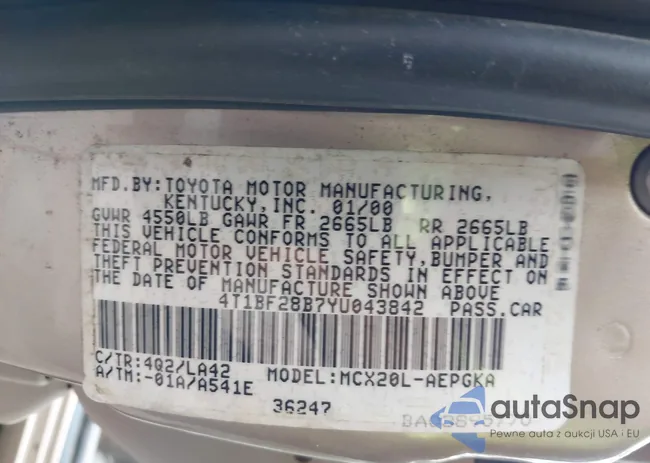 MFD.BY:TOYOTA MOTOR MANUFACTURING,
KENTUCKY,INC. 01/00
GVWR 4550LB GAWR FR 2665LB RR 2665LB
THIS VEHICLE CONFORMS TO ALL APPLICABLE
FEDERAL MOTOR VEHICLE SAFETY,BUMPER AND
THEFT PREVENTION STANDARDS IN EFFECT ON
THE DATE OF MANUFACTURE SHOWN ABOVE
4T1BF28B7YU043842 PASS.CAR
C/TR:4Q2/LA42 MODEL:MCX20L-AEPGKA
A/TM:-01A/A541E
36247
autaSnap
Pewne auta z aukcji USA i EU